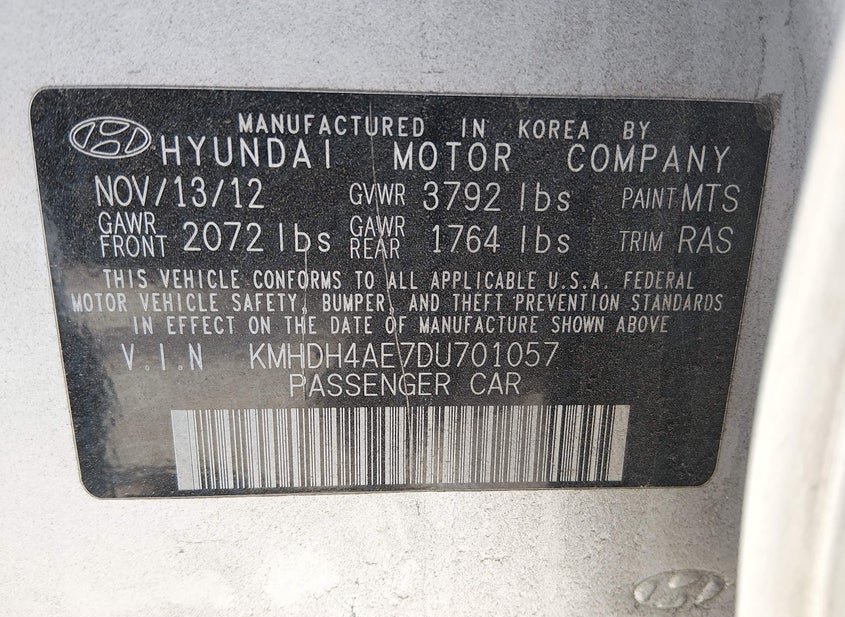 MANUFACTURED IN KOREA BY
HYUNDAI MOTOR COMPANY
NOV/13/12 GVWR 3792 lbs PAINT MTS
GAWR FRONT 2072 lbs GAWR REAR 1764 lbs TRIM RAS
THIS VEHICLE CONFORMS TO ALL APPLICABLE U.S.A. FEDERAL
MOTOR VEHICLE SAFETY, BUMPER, AND THEFT PREVENTION STANDARDS
IN EFFECT ON THE DATE OF MANUFACTURE SHOWN ABOVE
V.I.N KMHDH4AE7DU701057
PASSENGER CAR